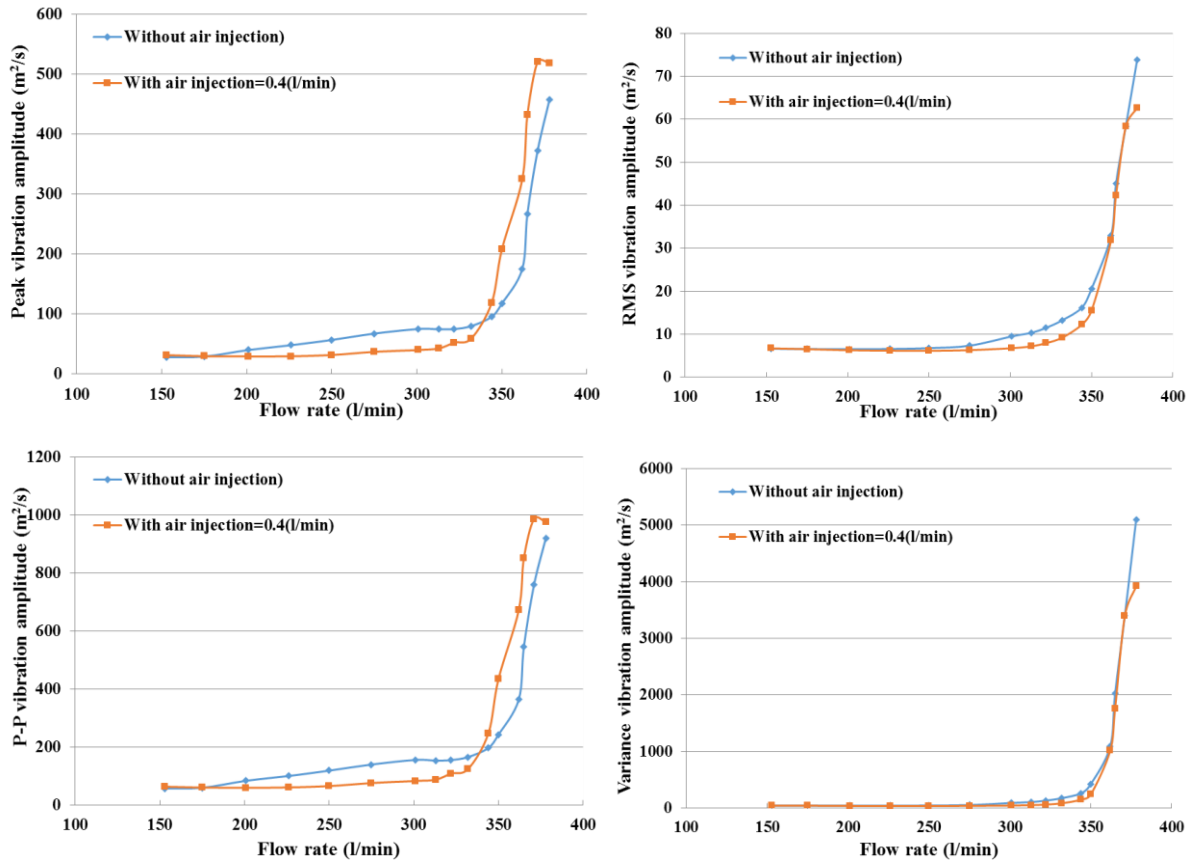 600
500
400
300
200
100
0
Peak vibration amplitude (m²/s)
Without air injection)
With air injection=0.4(l/min)
100 150 200 250 300 350 400
Flow rate (l/min)
80
70
60
50
40
30
20
10
0
RMS vibration amplitude (m²/s)
Without air injection)
With air injection=0.4(l/min)
100 150 200 250 300 350 400
Flow rate (l/min)
1200
1000
800
600
400
200
0
P-P vibration amplitude (m²/s)
Without air injection)
With air injection=0.4(l/min)
100 150 200 250 300 350 400
Flow rate (l/min)
6000
5000
4000
3000
2000
1000
0
Variance vibration amplitude (m²/s)
Without air injection)
With air injection=0.4(l/min)
100 150 200 250 300 350 400
Flow rate (l/min)